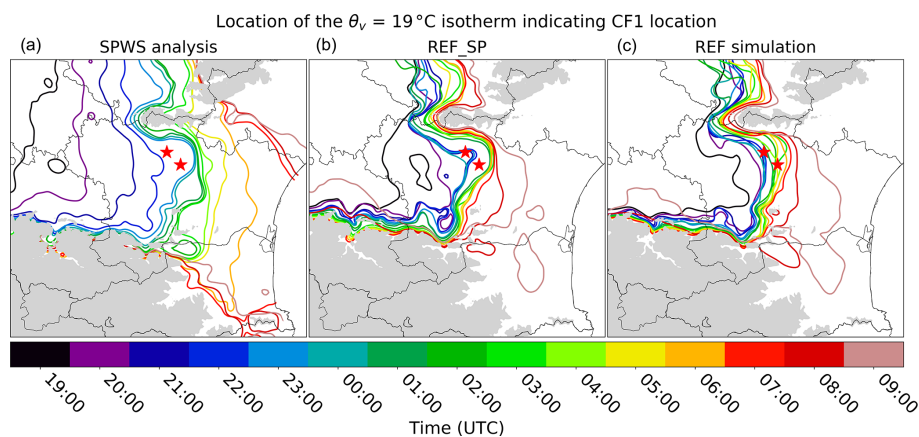 Location of the θᵥ = 19°C isotherm indicating CF1 location
(a) SPWS analysis (b) REF_SP (c) REF simulation
19:00 20:00 21:00 22:00 23:00 00:00 01:00 02:00 03:00 04:00 05:00 06:00 07:00 08:00 09:00
Time (UTC)